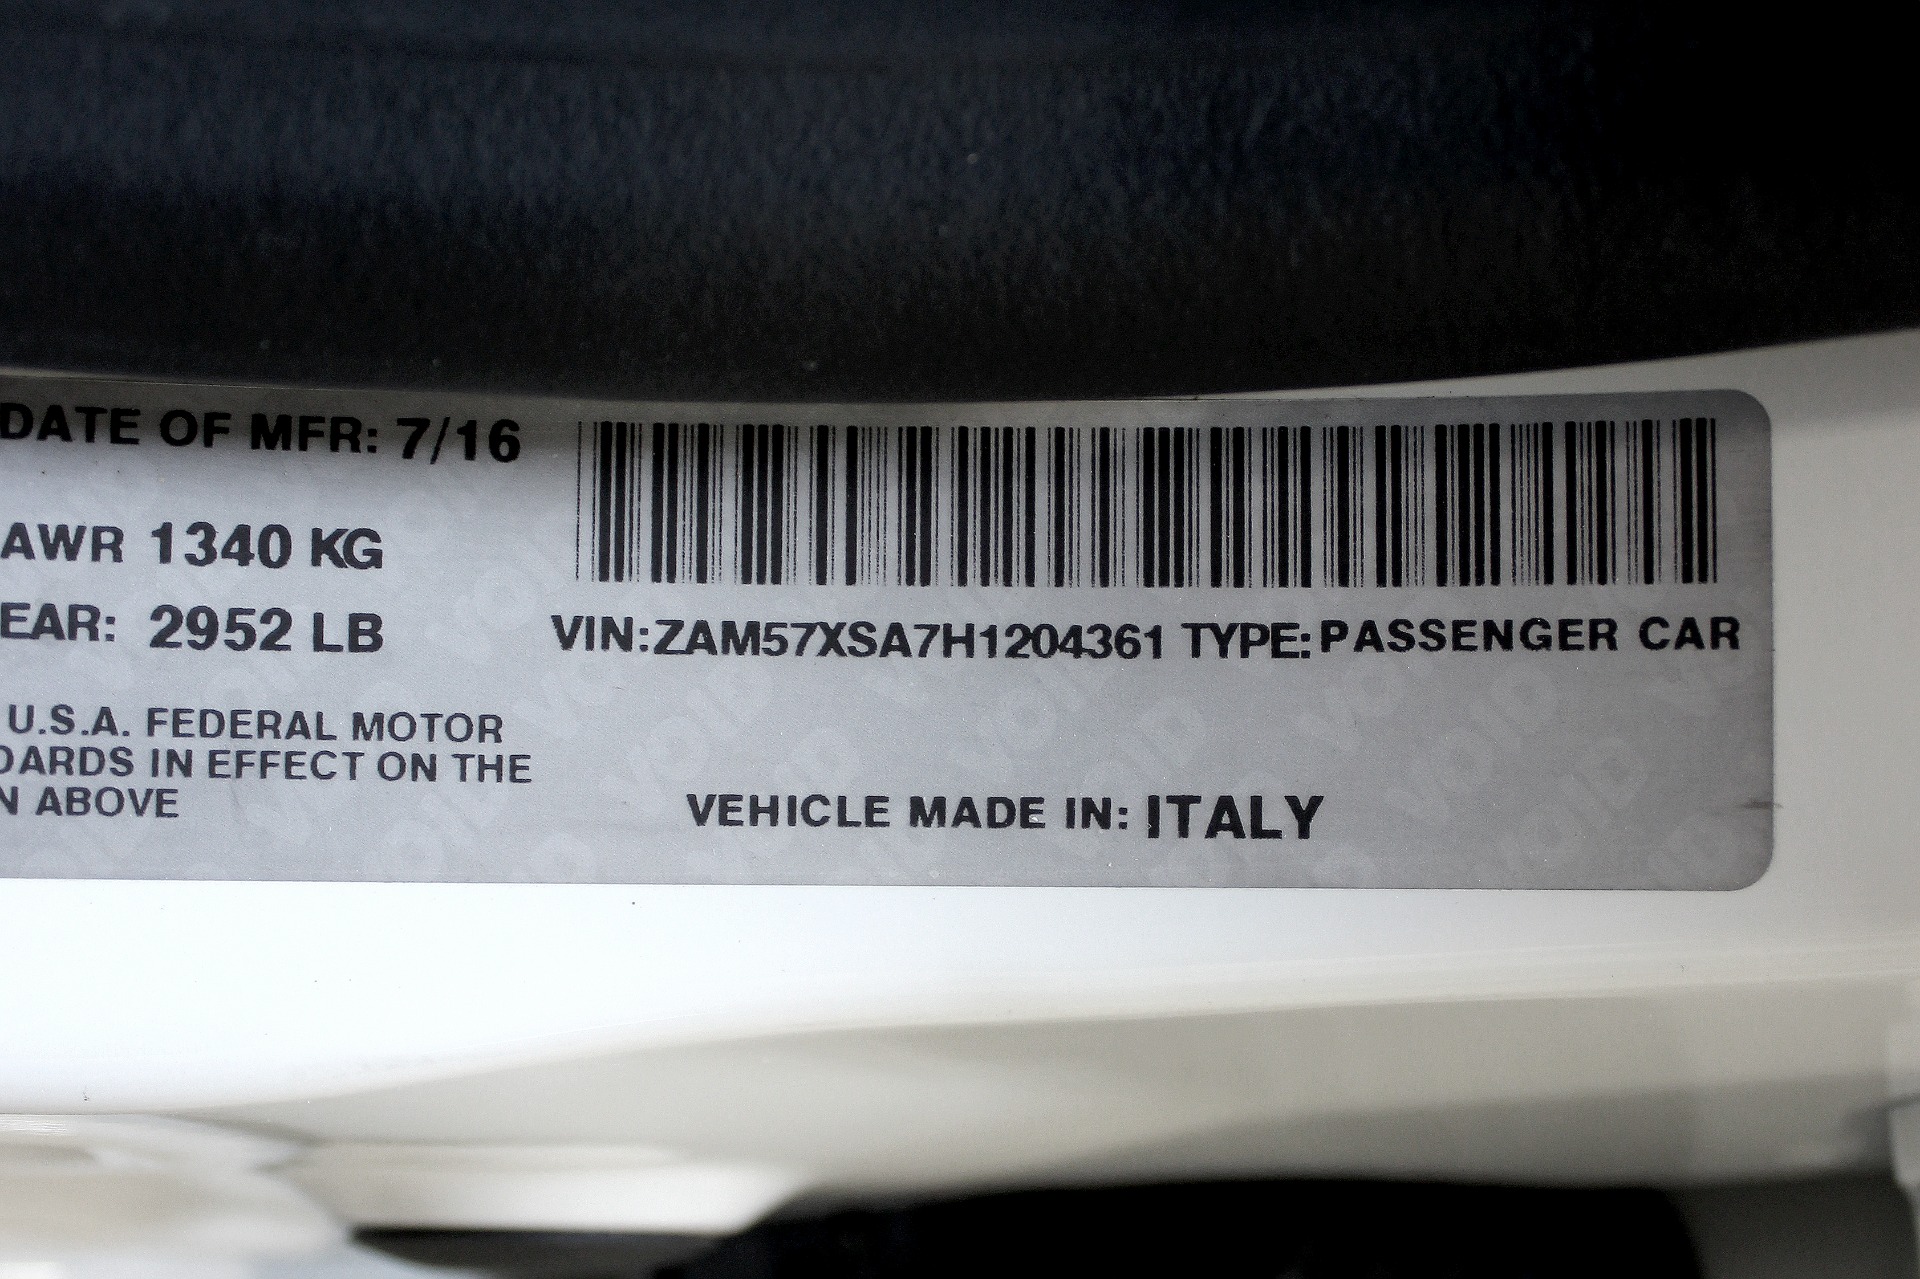 DATE OF MFR: 7/16
AWR 1340 KG
EAR: 2952 LB
VIN:ZAM57XSA7H1204361 TYPE:PASSENGER CAR
U.S.A. FEDERAL MOTOR
DARDS IN EFFECT ON THE
N ABOVE
VEHICLE MADE IN: ITALY